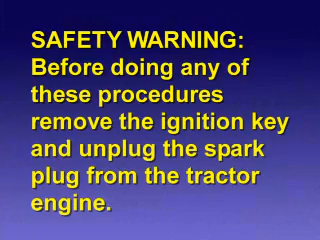 SAFETY WARNING:
Before doing any of
these procedures
remove the ignition key
and unplug the spark
plug from the tractor
engine.